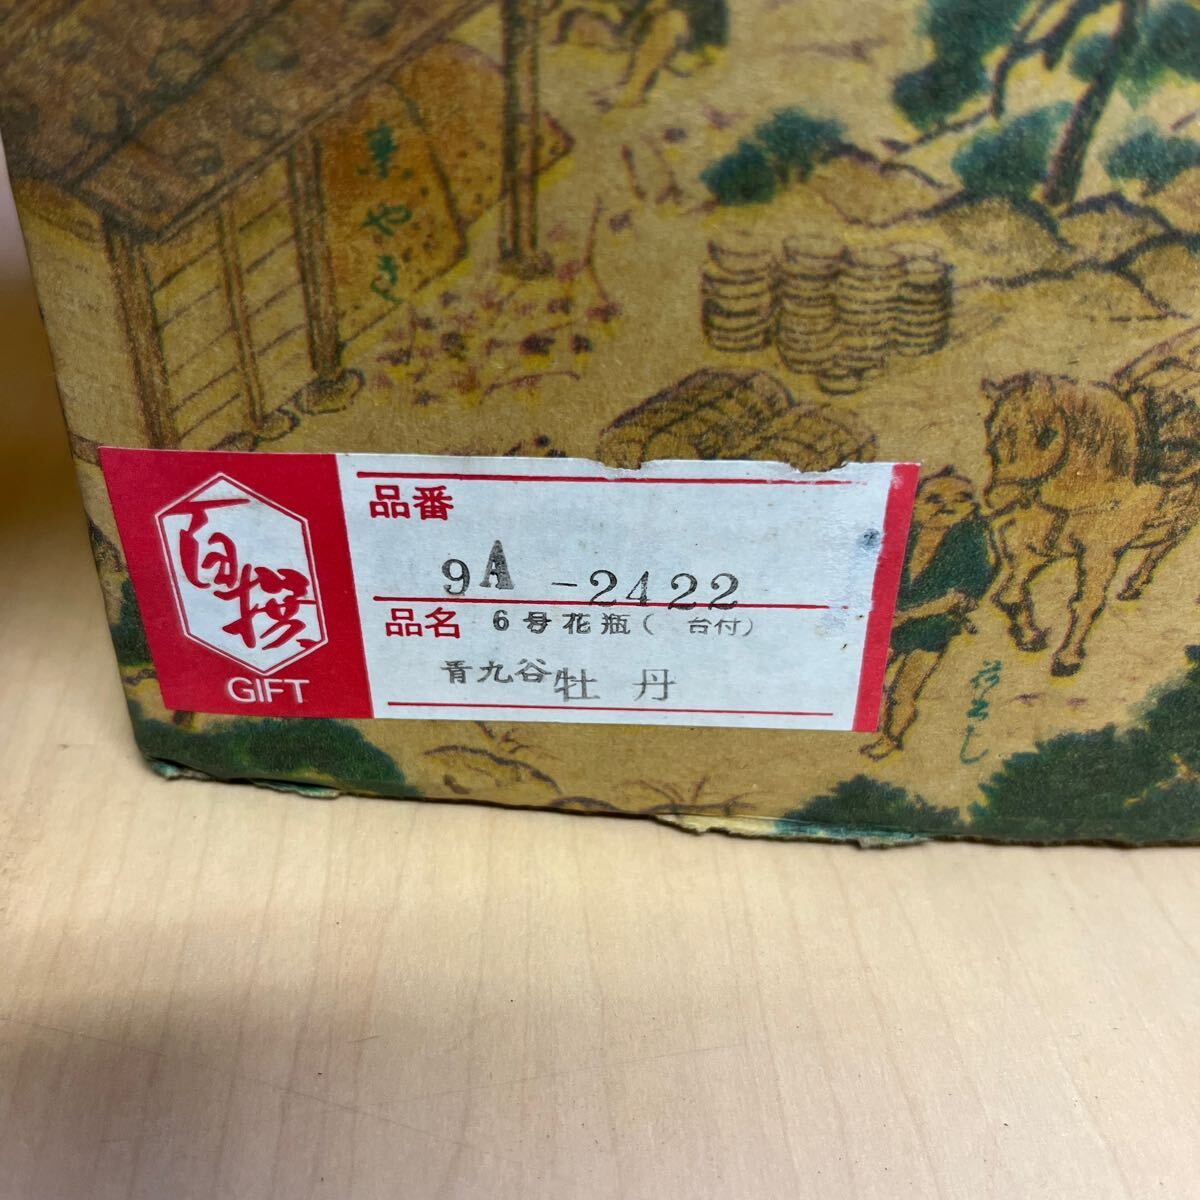 百撰
GIFT
品番
9A -2422
品名 6号花瓶( 台付)
青九谷牡丹